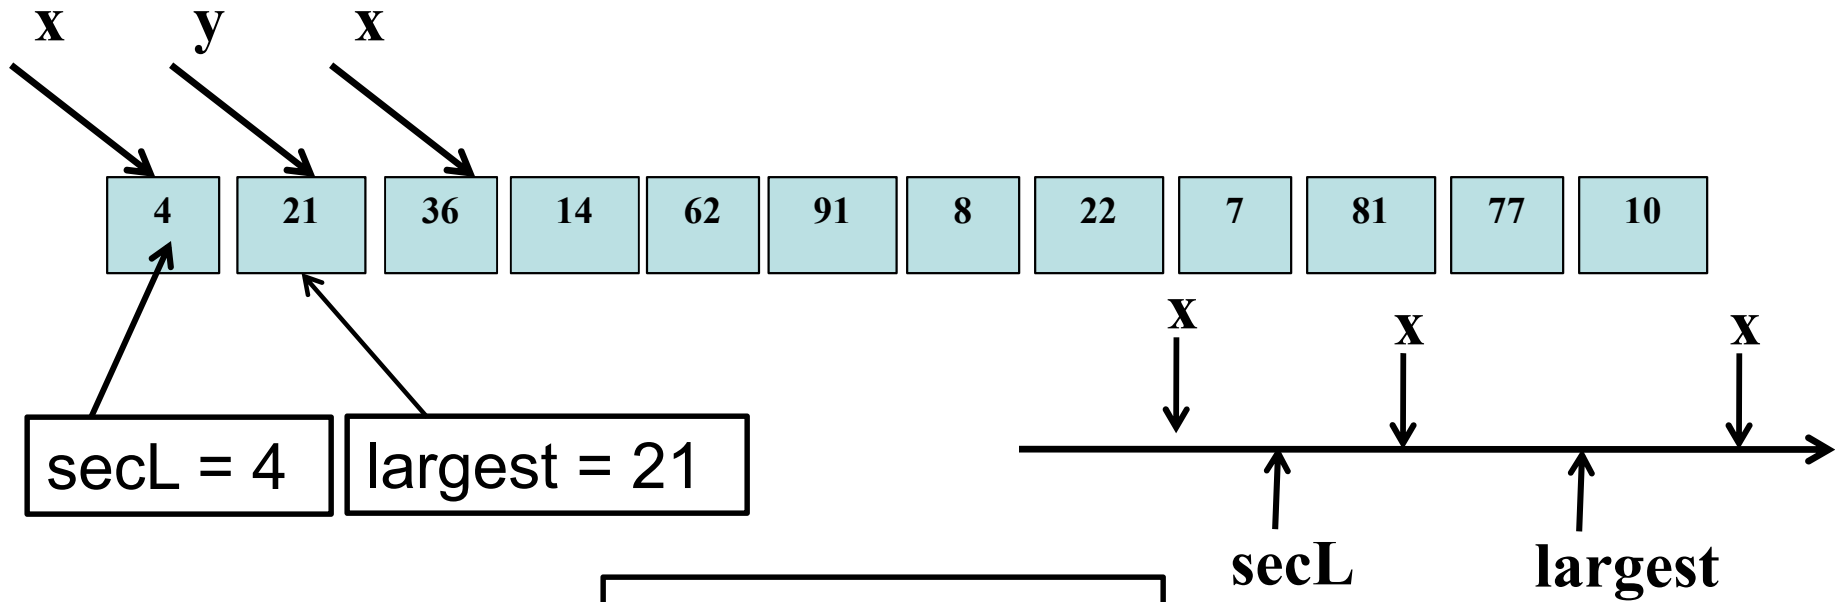 x y x
4 21 36 14 62 91 8 22 7 81 77 10
x x x
secL = 4 largest = 21
secL largest